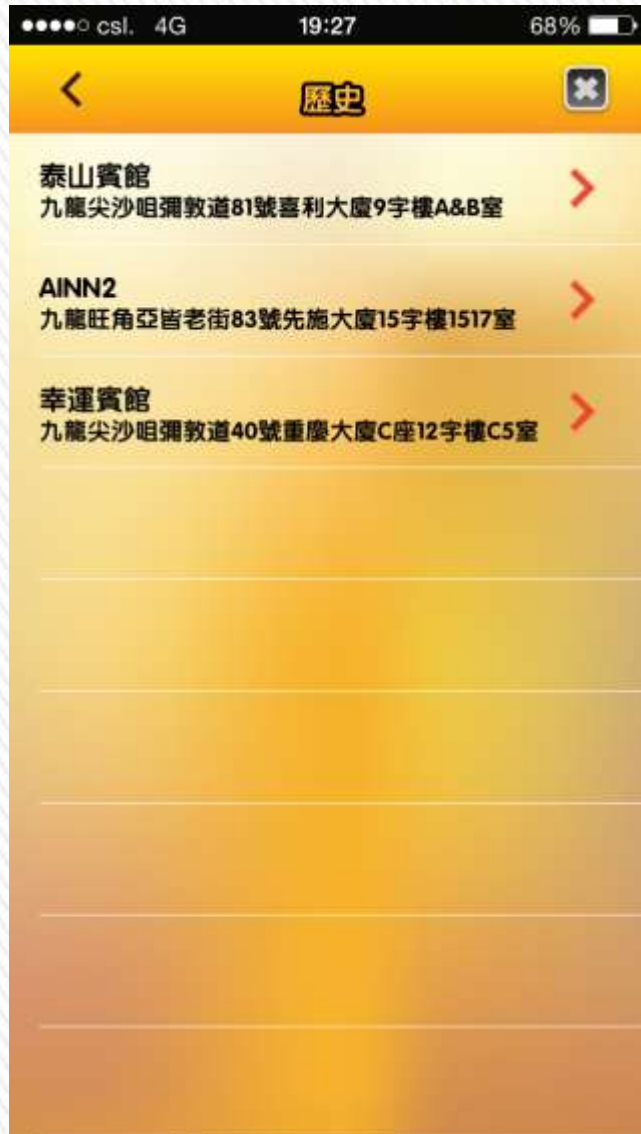 csl. 4G 19:27 68%
歷史
泰山賓館
九龍尖沙咀彌敦道81號喜利大廈9字樓A&B室
AINN2
九龍旺角亞皆老街83號先施大廈15字樓1517室
幸運賓館
九龍尖沙咀彌敦道40號重慶大廈C座12字樓C5室